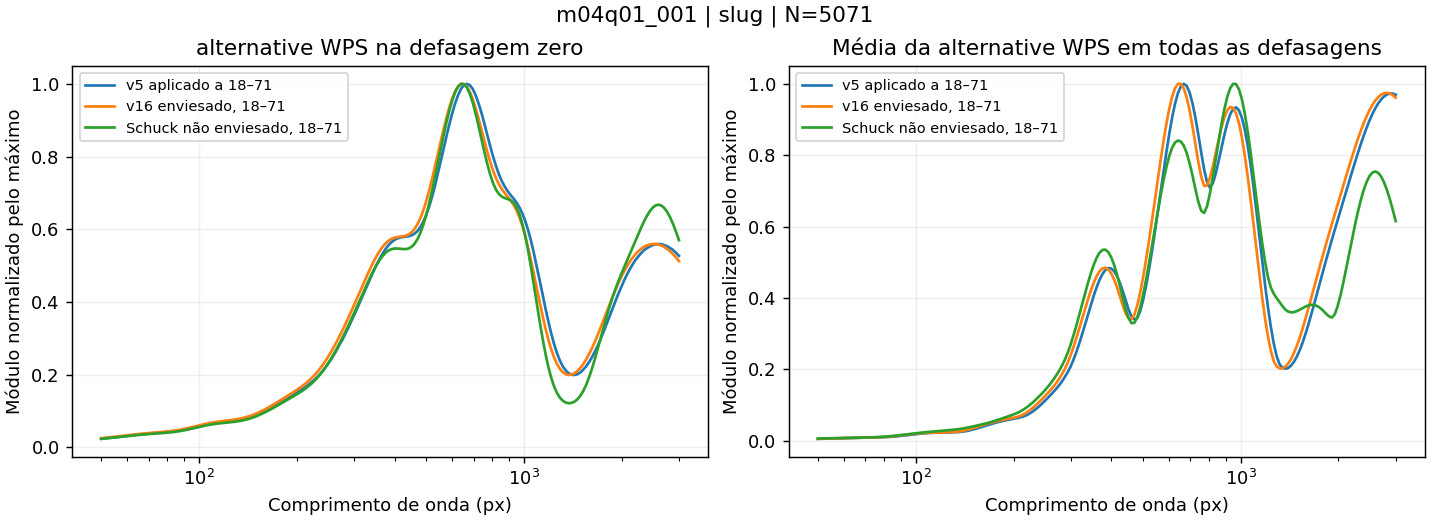 m04q01_001 | slug | N=5071
alternative WPS na defasagem zero
Módulo normalizado pelo máximo
1.0
0.8
0.6
0.4
0.2
0.0
v5 aplicado a 18–71
v16 enviesado, 18–71
Schuck não enviesado, 18–71
10²
10³
Comprimento de onda (px)
Média da alternative WPS em todas as defasagens
Módulo normalizado pelo máximo
1.0
0.8
0.6
0.4
0.2
0.0
v5 aplicado a 18–71
v16 enviesado, 18–71
Schuck não enviesado, 18–71
10²
10³
Comprimento de onda (px)